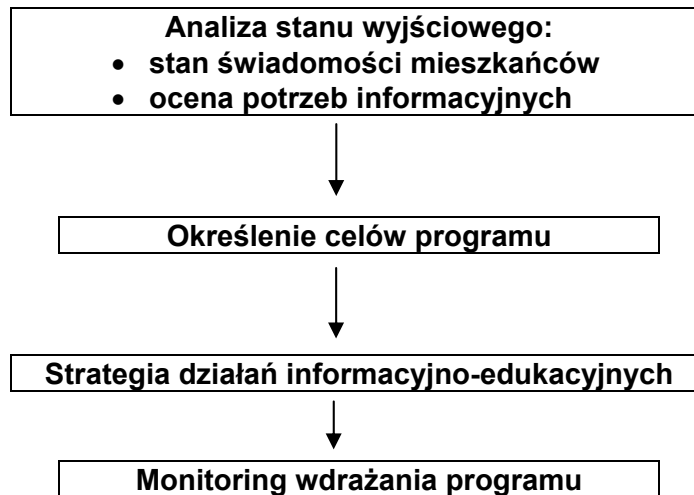 Analiza stanu wyjściowego:
• stan świadomości mieszkańców
• ocena potrzeb informacyjnych
Określenie celów programu
Strategia działań informacyjno-edukacyjnych
Monitoring wdrażania programu